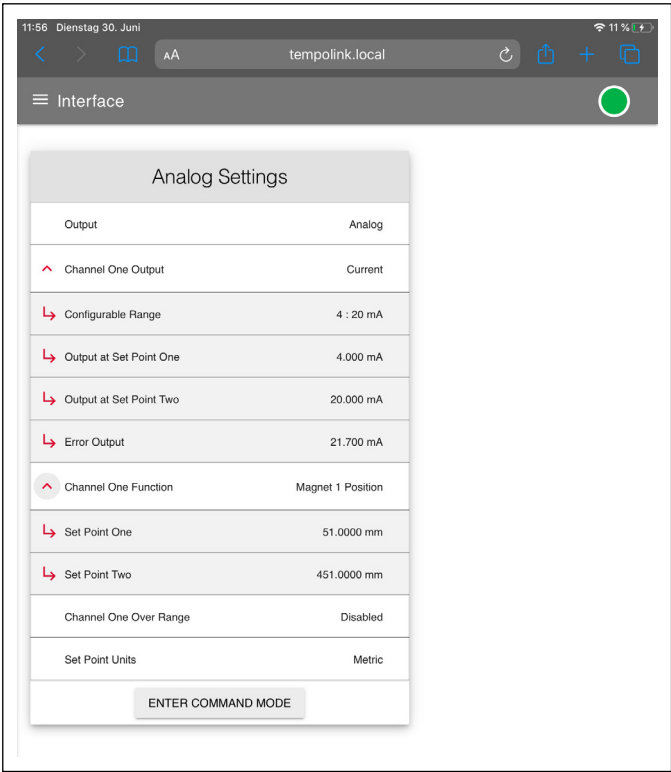 11:56 Dienstag 30. Juni 11 %
AA tempolink.local
Interface
Analog Settings
Output Analog
Channel One Output Current
Configurable Range 4 : 20 mA
Output at Set Point One 4.000 mA
Output at Set Point Two 20.000 mA
Error Output 21.700 mA
Channel One Function Magnet 1 Position
Set Point One 51.0000 mm
Set Point Two 451.0000 mm
Channel One Over Range Disabled
Set Point Units Metric
ENTER COMMAND MODE